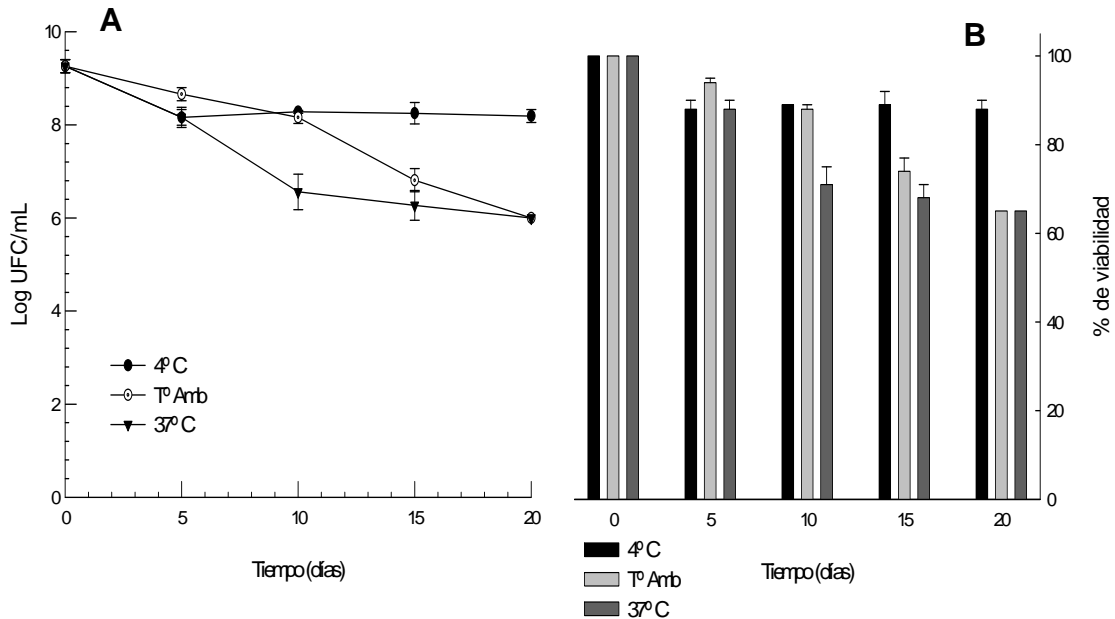 A
10
8
6
4
2
0
Log UFC/mL
4º C
Tº Amb
37º C
0 5 10 15 20
Tiempo (días)
B
100
80
60
40
20
0
% de viabilidad
0 5 10 15 20
Tiempo (días)
4º C
Tº Amb
37º C